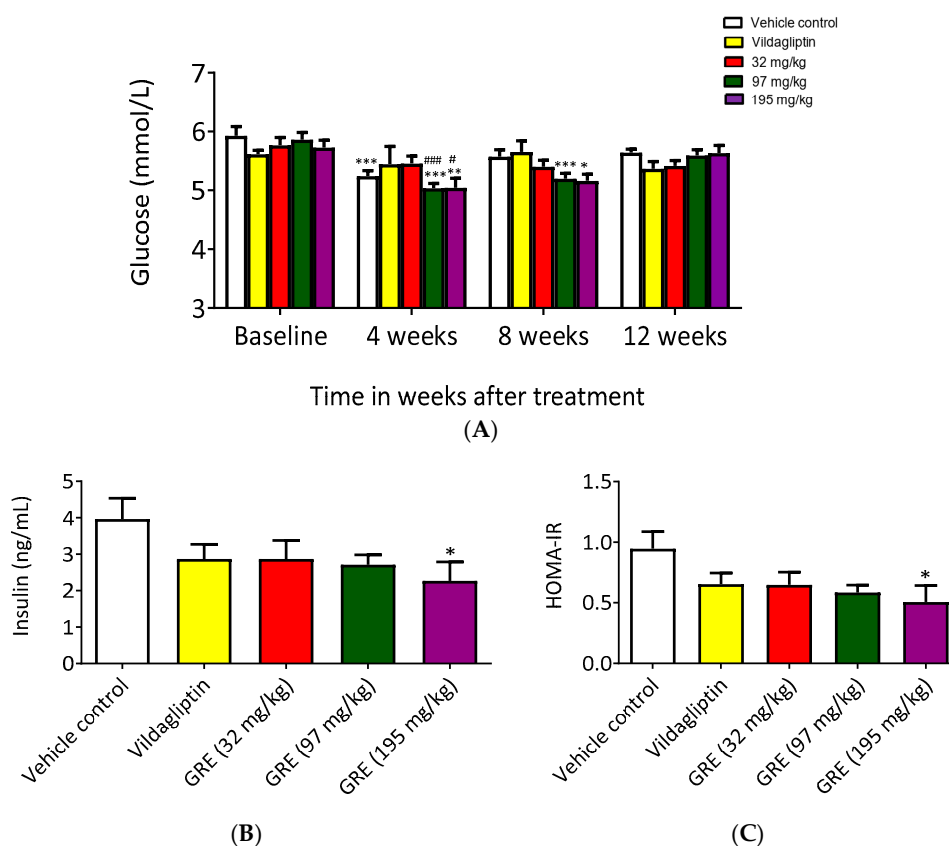 Vehicle control
Vildagliptin
32 mg/kg
97 mg/kg
195 mg/kg
Glucose (mmol/L)
7
6
5
4
3
***
###
***
#
**
***
*
Baseline
4 weeks
8 weeks
12 weeks
Time in weeks after treatment
(A)
Insulin (ng/mL)
5
4
3
2
1
0
*
Vehicle control
Vildagliptin
GRE (32 mg/kg)
GRE (97 mg/kg)
GRE (195 mg/kg)
(B)
HOMA-IR
1.5
1.0
0.5
0.0
*
Vehicle control
Vildagliptin
GRE (32 mg/kg)
GRE (97 mg/kg)
GRE (195 mg/kg)
(C)